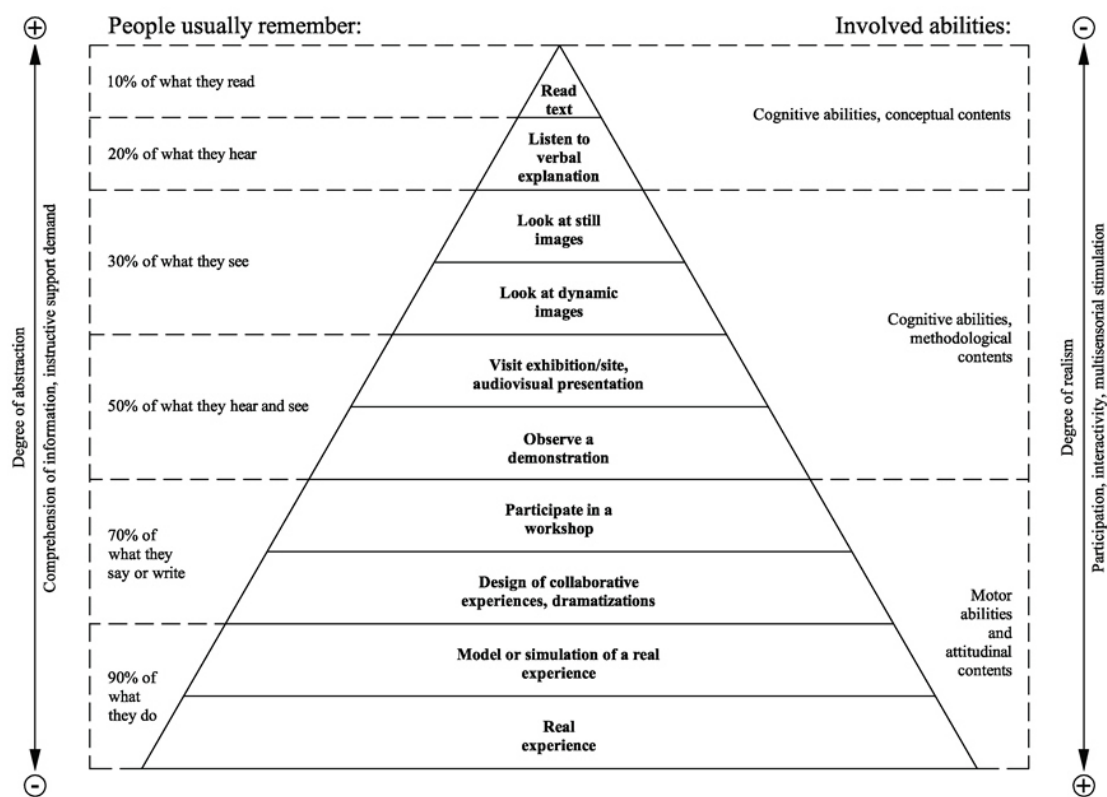 People usually remember:
Involved abilities:
+
-
10% of what they read
20% of what they hear
30% of what they see
50% of what they hear and see
70% of
what they
say or write
90% of
what
they do
Read
text
Listen to
verbal
explanation
Look at still
images
Look at dynamic
images
Visit exhibition/site,
audiovisual presentation
Observe a
demonstration
Participate in a
workshop
Design of collaborative
experiences, dramatizations
Model or simulation of a real
experience
Real
experience
Cognitive abilities, conceptual contents
Cognitive abilities,
methodological
contents
Motor
abilities
and
attitudinal
contents
Degree of abstraction
Comprehension of information, instructive support demand
Degree of realism
Participation, interactivity, multisensorial stimulation
-
+